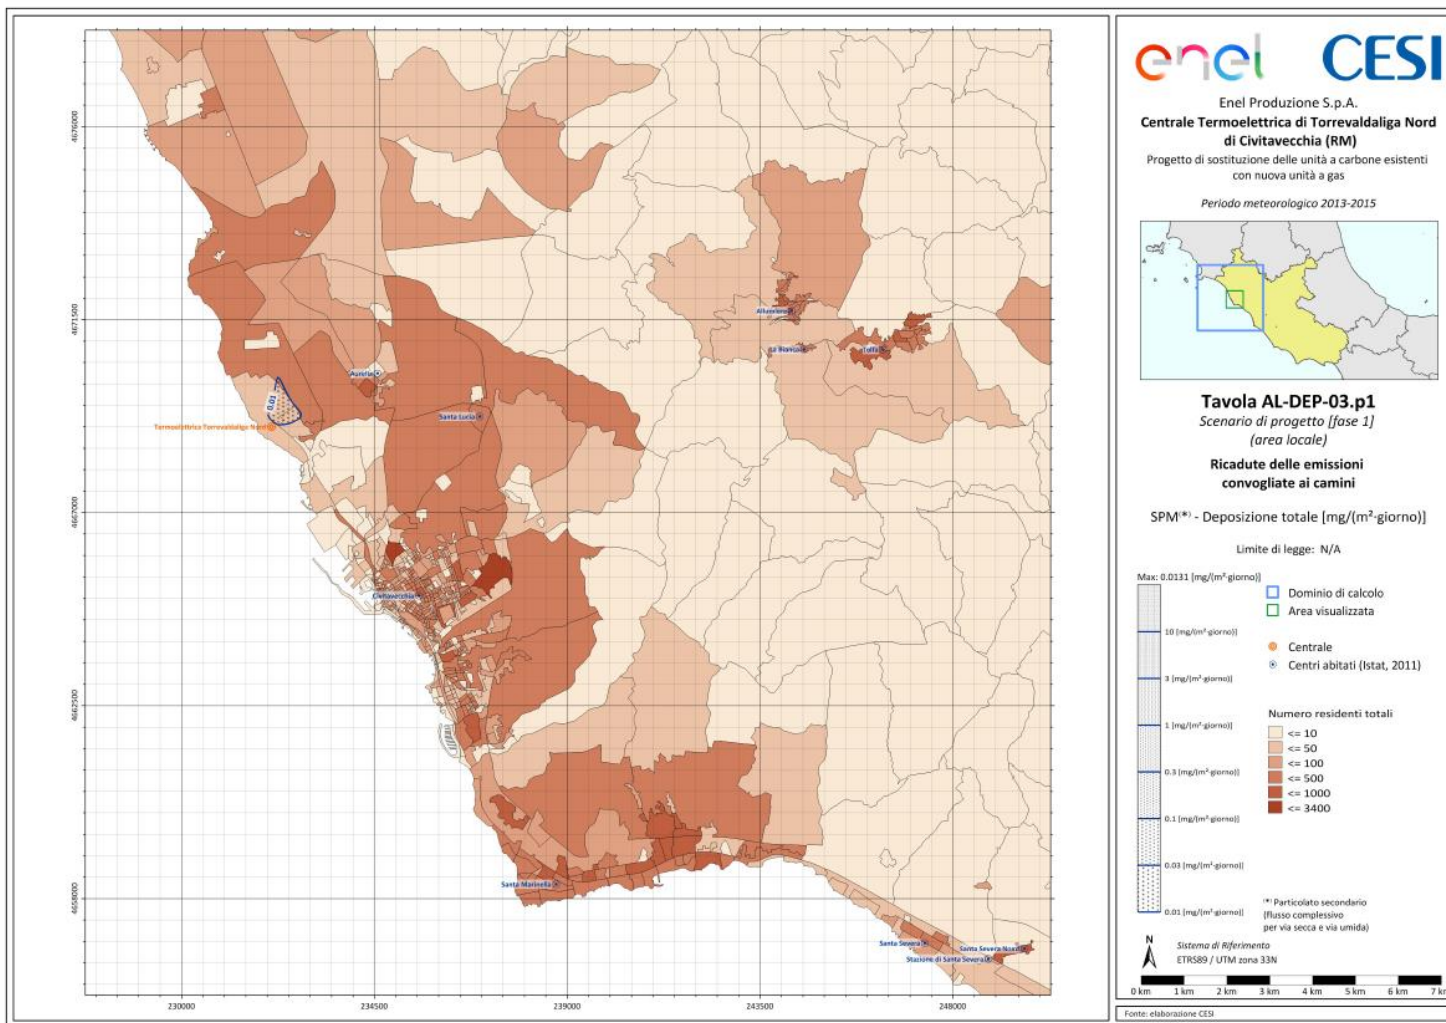 4676000
4671500
4667000
4662500
4658000
230000
234500
239000
243500
248000
Allumiere
La Bianca
Tolfa
Aurelia
0.01
Santa Lucia
Termoelettrica Torrevaldaliga Nord
Civitavecchia
Santa Marinella
Santa Severa
Santa Severa Nord
Stazione di Santa Severa
enel
CESI
Enel Produzione S.p.A.
Centrale Termoelettrica di Torrevaldaliga Nord
di Civitavecchia (RM)
Progetto di sostituzione delle unità a carbone esistenti
con nuova unità a gas
Periodo meteorologico 2013-2015
Tavola AL-DEP-03.p1
Scenario di progetto [fase 1]
(area locale)
Ricadute delle emissioni
convogliate ai camini
SPM(*) - Deposizione totale [mg/(m²·giorno)]
Limite di legge: N/A
Max: 0.0131 [mg/(m²·giorno)]
10 [mg/(m²·giorno)]
3 [mg/(m²·giorno)]
1 [mg/(m²·giorno)]
0.3 [mg/(m²·giorno)]
0.1 [mg/(m²·giorno)]
0.03 [mg/(m²·giorno)]
0.01 [mg/(m²·giorno)]
Dominio di calcolo
Area visualizzata
Centrale
Centri abitati (Istat, 2011)
Numero residenti totali
<= 10
<= 50
<= 100
<= 500
<= 1000
<= 3400
(*) Particolato secondario
(flusso complessivo
per via secca e via umida)
N
Sistema di Riferimento
ETRS89 / UTM zona 33N
0 km 1 km 2 km 3 km 4 km 5 km 6 km 7 km
Fonte: elaborazione CESI